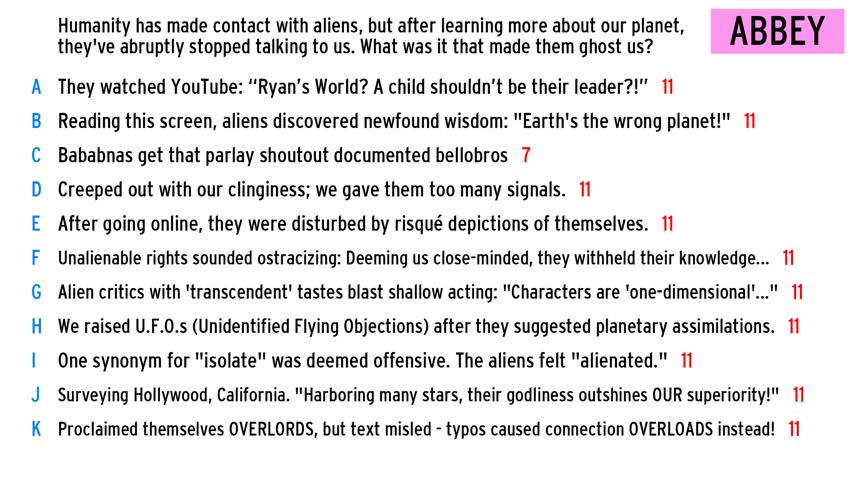 Humanity has made contact with aliens, but after learning more about our planet,
they've abruptly stopped talking to us. What was it that made them ghost us?
ABBEY
A They watched YouTube: “Ryan’s World? A child shouldn’t be their leader?!” 11
B Reading this screen, aliens discovered newfound wisdom: "Earth's the wrong planet!" 11
C Bababnas get that parlay shoutout documented bellobros 7
D Creeped out with our clinginess; we gave them too many signals. 11
E After going online, they were disturbed by risqué depictions of themselves. 11
F Unalienable rights sounded ostracizing: Deeming us close-minded, they withheld their knowledge... 11
G Alien critics with 'transcendent' tastes blast shallow acting: "Characters are 'one-dimensional'..." 11
H We raised U.F.O.s (Unidentified Flying Objections) after they suggested planetary assimilations. 11
I One synonym for "isolate" was deemed offensive. The aliens felt "alienated." 11
J Surveying Hollywood, California. "Harboring many stars, their godliness outshines OUR superiority!" 11
K Proclaimed themselves OVERLORDS, but text misled - typos caused connection OVERLOADS instead! 11